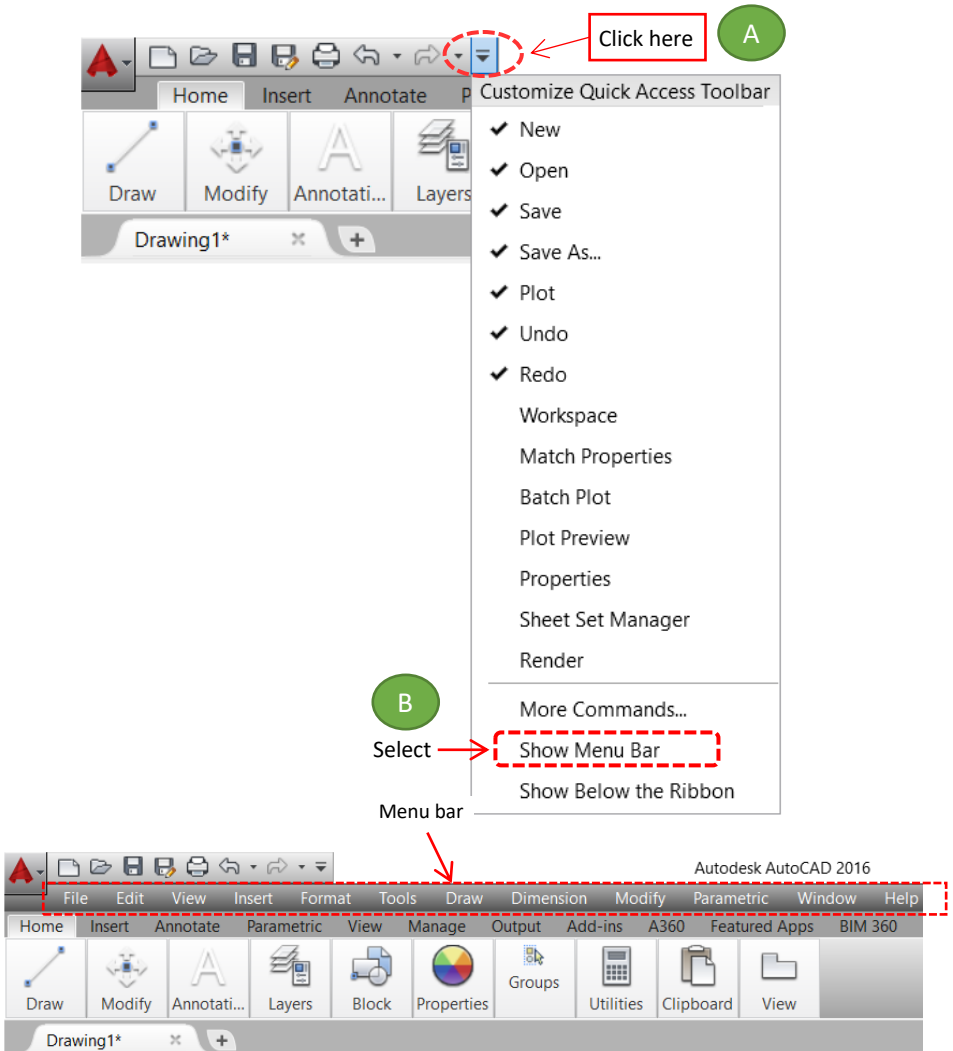 Click here
A
Home Insert Annotate P
Customize Quick Access Toolbar
New
Draw Modify Annotati... Layers
Open
Save
Drawing1*
Save As...
Plot
Undo
Redo
Workspace
Match Properties
Batch Plot
Plot Preview
Properties
Sheet Set Manager
Render
B
More Commands...
Select
Show Menu Bar
Show Below the Ribbon
Menu bar
Autodesk AutoCAD 2016
File Edit View Insert Format Tools Draw Dimension Modify Parametric Window Help
Home Insert Annotate Parametric View Manage Output Add-ins A360 Featured Apps BIM 360
Draw Modify Annotati... Layers Block Properties Groups Utilities Clipboard View
Drawing1*